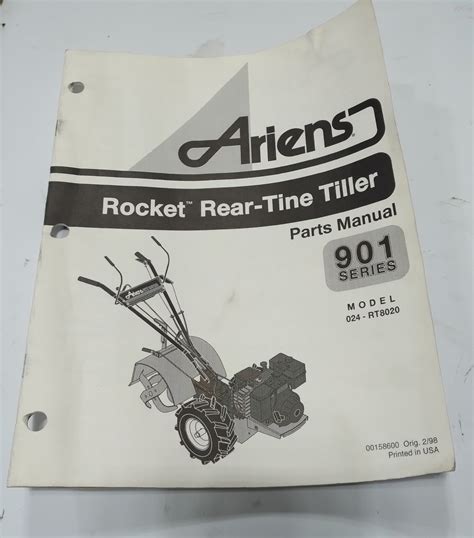 Ariens
Rocket™ Rear-Tine Tiller
Parts Manual
901
SERIES
MODEL
024 - RT8020
Ariens
00158600 Orig. 2/98
Printed in USA